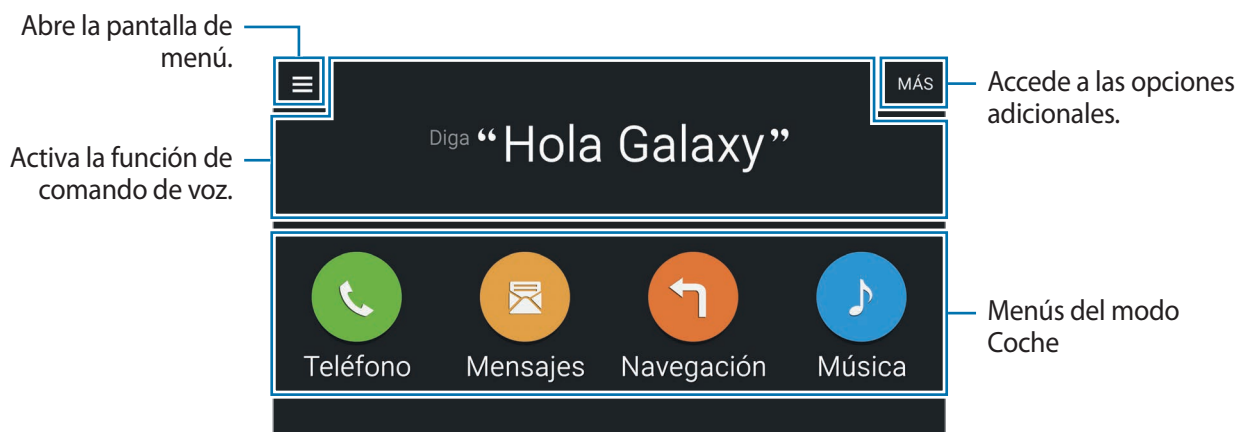 Abre la pantalla de
menú.
MÁS
Accede a las opciones
adicionales.
Diga “Hola Galaxy”
Activa la función de
comando de voz.
Teléfono Mensajes Navegación Música
Menús del modo
Coche